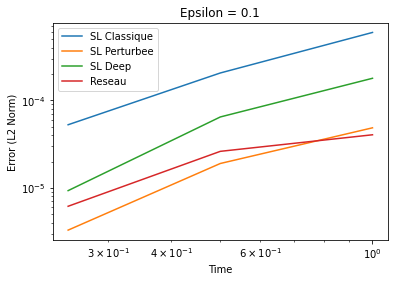 Epsilon = 0.1
SL Classique
SL Perturbee
SL Deep
Reseau
Error (L2 Norm)
10⁻⁴
10⁻⁵
3 × 10⁻¹
4 × 10⁻¹
6 × 10⁻¹
10⁰
Time